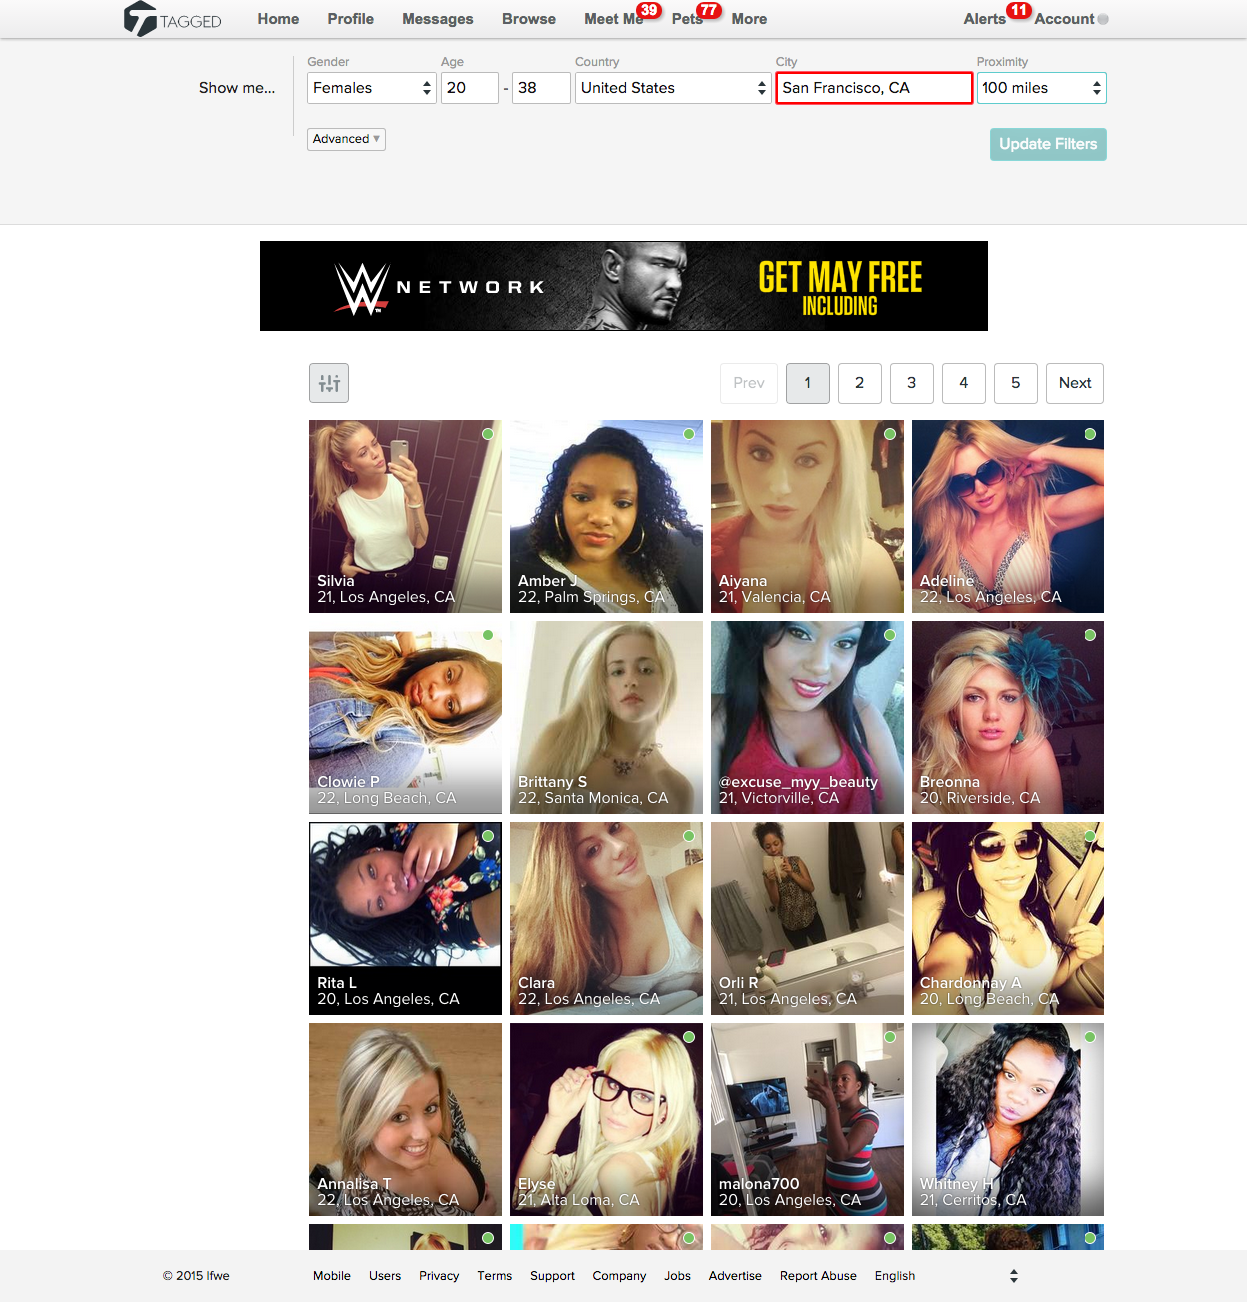 TAGGED Home Profile Messages Browse Meet Me 39 Pets 77 More Alerts 11 Account
Gender Age Country City Proximity
Show me... Females 20 - 38 United States San Francisco, CA 100 miles
Advanced Update Filters
W NETWORK GET MAY FREE
INCLUDING
Prev 1 2 3 4 5 Next
Silvia
21, Los Angeles, CA
Amber J
22, Palm Springs, CA
Aiyana
21, Valencia, CA
Adeline
22, Los Angeles, CA
Clowie P
22, Long Beach, CA
Brittany S
22, Santa Monica, CA
@excuse_myy_beauty
21, Victorville, CA
Breonna
20, Riverside, CA
Rita L
20, Los Angeles, CA
Clara
22, Los Angeles, CA
Orli R
21, Los Angeles, CA
Chardonnay A
20, Long Beach, CA
Annalisa T
22, Los Angeles, CA
Elyse
21, Alta Loma, CA
malona700
20, Los Angeles, CA
Whitney H
21, Cerritos, CA
© 2015 Ifwe Mobile Users Privacy Terms Support Company Jobs Advertise Report Abuse English